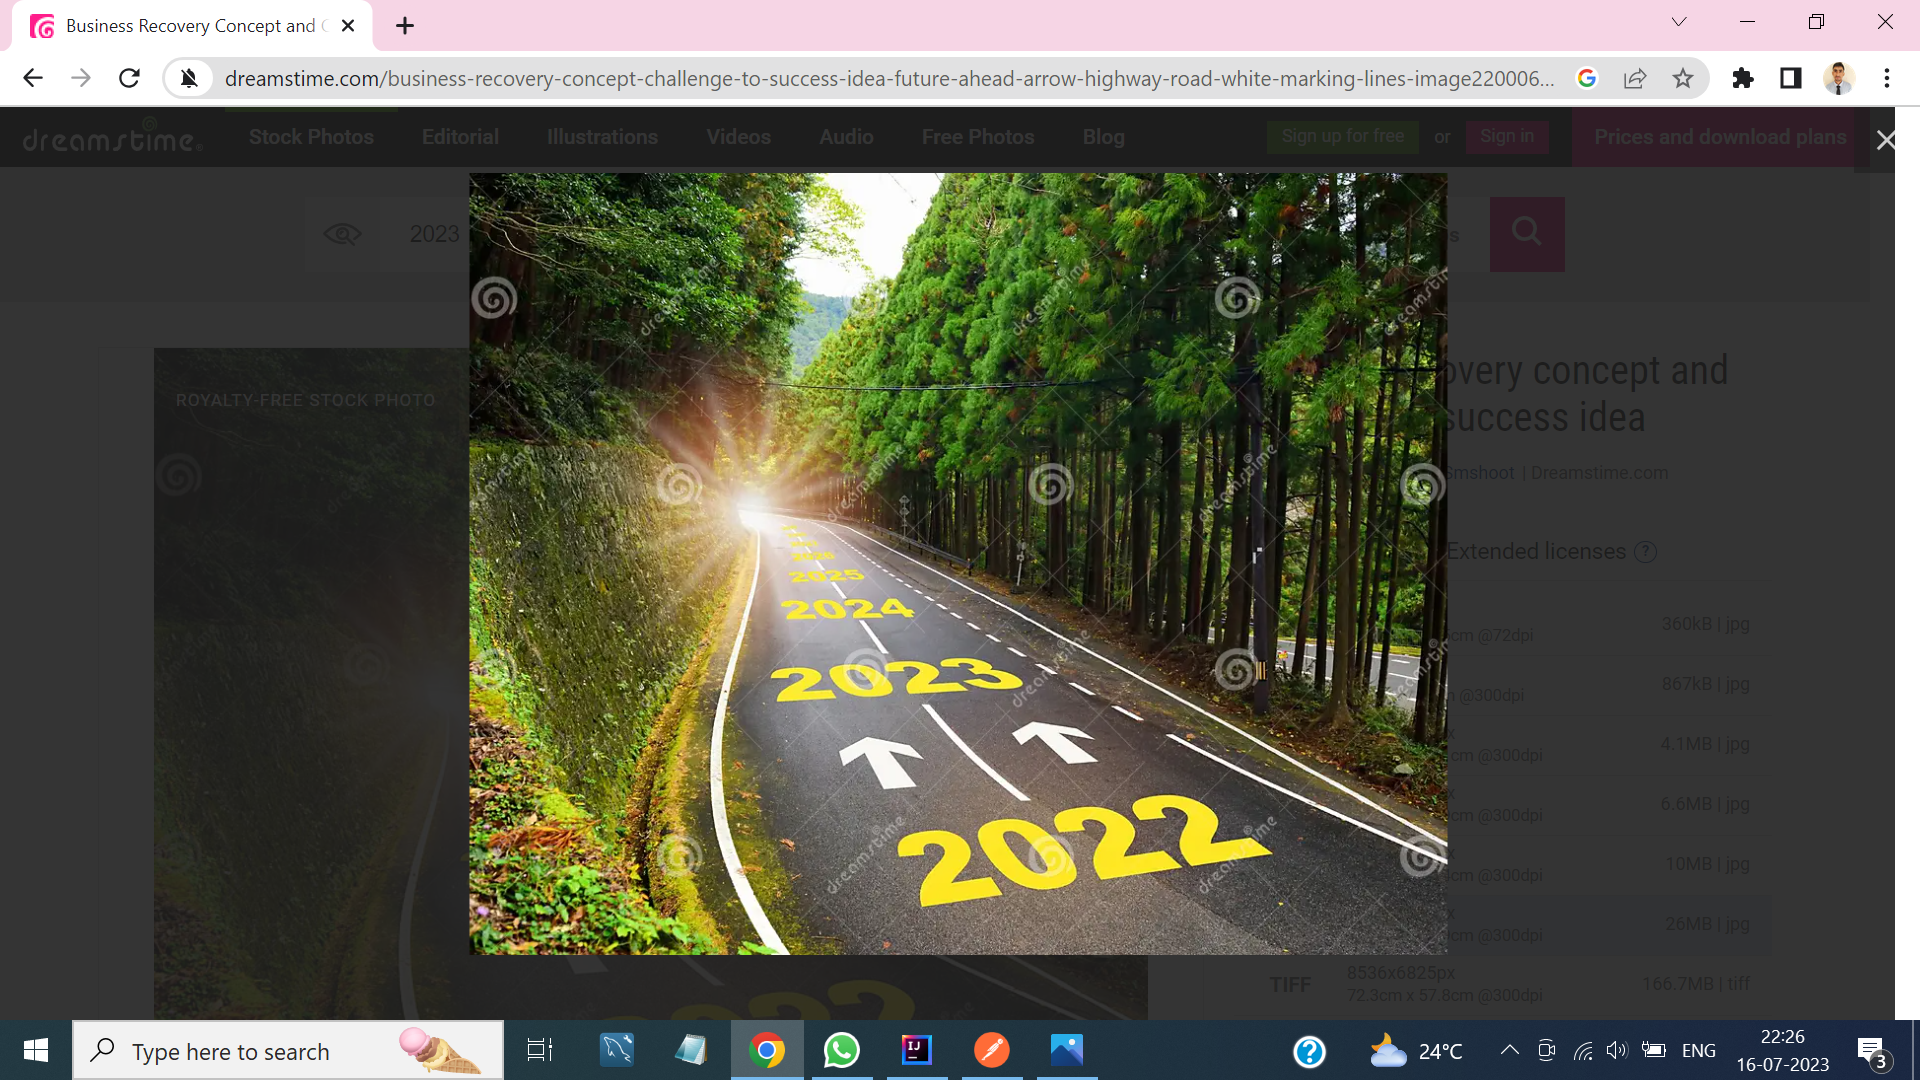 Business Recovery Concept and
dreamstime.com/business-recovery-concept-challenge-to-success-idea-future-ahead-arrow-highway-road-white-marking-lines-image220006...
dreamstime.
Stock Photos Editorial Illustrations Videos Audio Free Photos Blog Sign up for free or Sign in Prices and download plans
2023
ROYALTY-FREE STOCK PHOTO
overy concept and
success idea
Smshoot | Dreamstime.com
Extended licenses ?
cm @72dpi 360kB | jpg
@300dpi 867kB | jpg
cm @300dpi 4.1MB | jpg
cm @300dpi 6.6MB | jpg
cm @300dpi 10MB | jpg
cm @300dpi 26MB | jpg
TIFF 8536x6825px 166.7MB | tiff
72.3cm x 57.8cm @300dpi
2025
2024
2023
2022
dreamstime
2022
Type here to search
IJ
24°C
ENG
22:26
16-07-2023
3